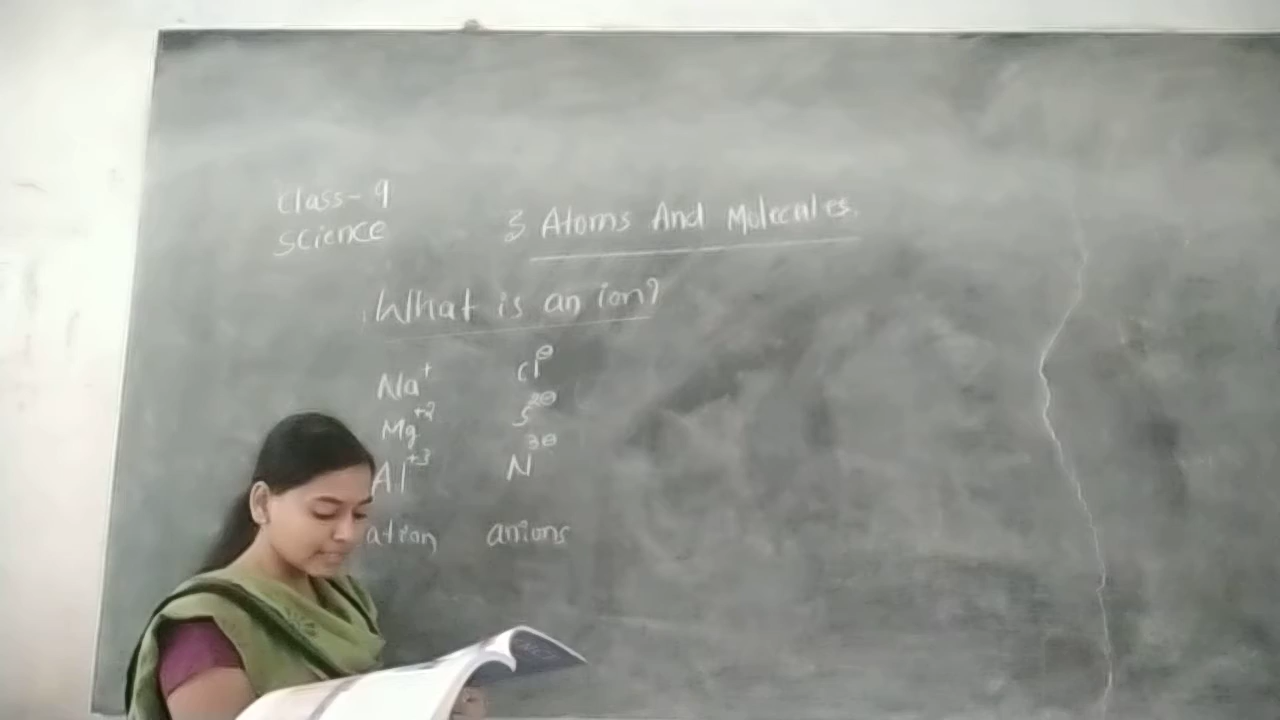 Class-9
Science
3 Atoms And Molecules.
What is an ion?
Na⁺ Cl⊖
Mg⁺² S²⊖
Al⁺³ N³⊖
ation anions